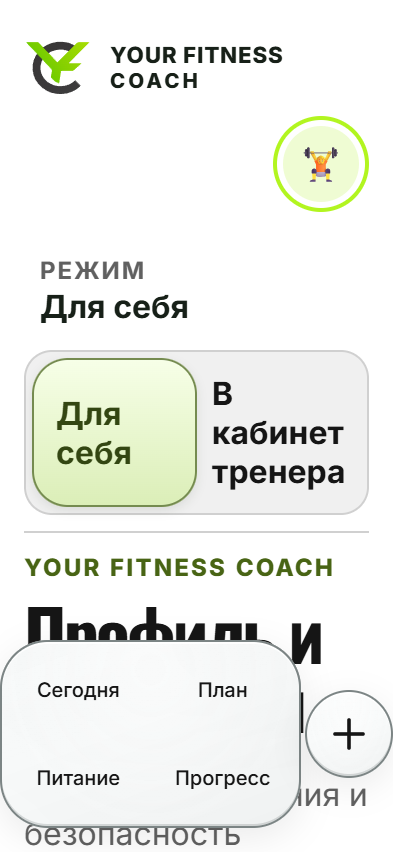 YOUR FITNESS
COACH
РЕЖИМ
Для себя
Для
себя
В
кабинет
тренера
YOUR FITNESS COACH
Профиль и
Сегодня
План
Питание
Прогресс
безопасность